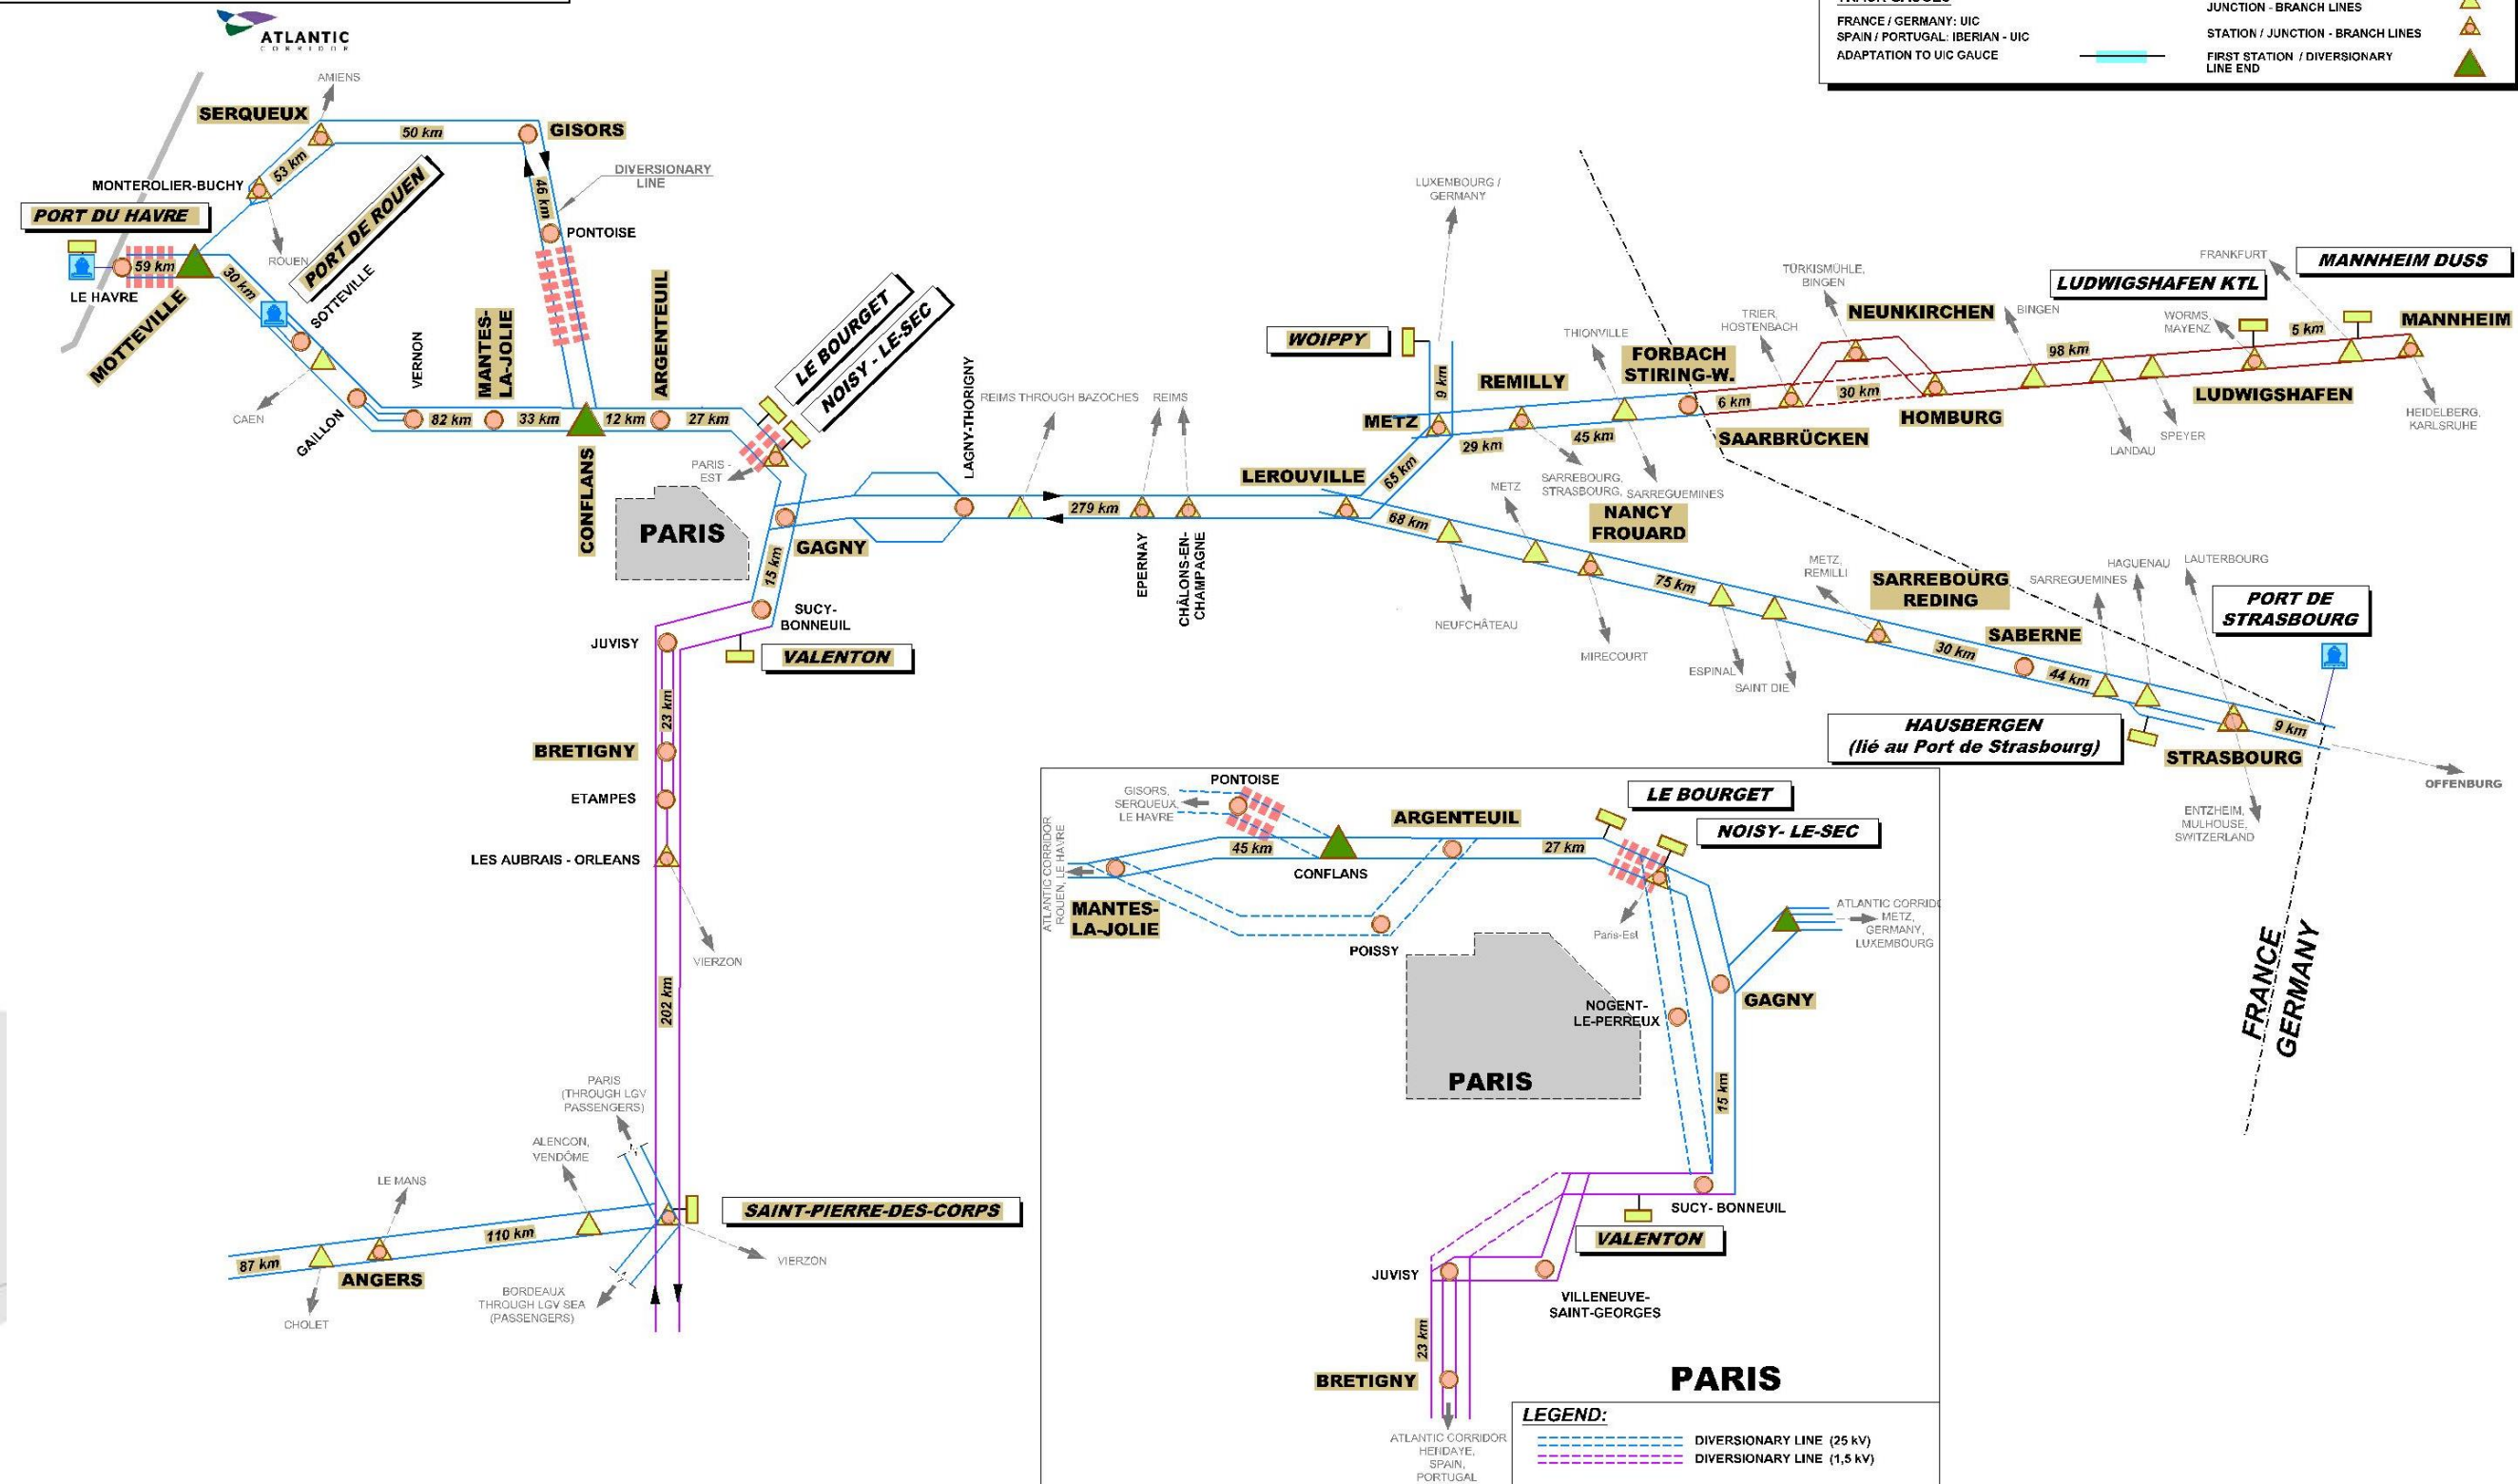 ATLANTIC
CORRIDOR
FRANCE / GERMANY: UIC
SPAIN / PORTUGAL: IBERIAN - UIC
ADAPTATION TO UIC GAUCE
JUNCTION - BRANCH LINES
STATION / JUNCTION - BRANCH LINES
FIRST STATION / DIVERSIONARY
LINE END
AMIENS
SERQUEUX
50 km
GISORS
53 km
MONTEROLIER-BUCHY
DIVERSIONARY
LINE
46 km
PORT DU HAVRE
PORT DE ROUEN
PONTOISE
ROUEN
59 km
LE HAVRE
30 km
MOTTEVILLE
SOTTEVILLE
CAEN
GAILLON
VERNON
82 km
MANTES-
LA-JOLIE
33 km
CONFLANS
12 km
ARGENTEUIL
27 km
LE BOURGET
NOISY - LE-SEC
PARIS -
EST
PARIS
GAGNY
15 km
SUCY-
BONNEUIL
JUVISY
VALENTON
23 km
BRETIGNY
ETAMPES
LES AUBRAIS - ORLEANS
VIERZON
202 km
PARIS
(THROUGH LGV
PASSENGERS)
ALENCON,
VENDÔME
LE MANS
SAINT-PIERRE-DES-CORPS
110 km
87 km
ANGERS
VIERZON
CHOLET
BORDEAUX
THROUGH LGV SEA
(PASSENGERS)
LAGNY-THORIGNY
REIMS THROUGH BAZOCHES
REIMS
279 km
EPERNAY
CHÂLONS-EN-
CHAMPAGNE
LEROUVILLE
65 km
LUXEMBOURG /
GERMANY
WOIPPY
9 km
METZ
29 km
REMILLY
45 km
THIONVILLE
SARREBOURG,
STRASBOURG,
SARREGUEMINES
FORBACH
STIRING-W.
6 km
SAARBRÜCKEN
TRIER,
HOSTENBACH
TÜRKISMÜHLE,
BINGEN
NEUNKIRCHEN
30 km
HOMBURG
BINGEN
98 km
LANDAU
SPEYER
LUDWIGSHAFEN KTL
WORMS,
MAYENZ
LUDWIGSHAFEN
FRANKFURT
5 km
MANNHEIM DUSS
MANNHEIM
HEIDELBERG,
KARLSRUHE
68 km
METZ
NEUFCHÂTEAU
NANCY
FROUARD
MIRECOURT
75 km
ESPINAL
SAINT DIE
METZ,
REMILLI
SARREBOURG
REDING
30 km
SABERNE
44 km
SARREGUEMINES
HAGUENAU
LAUTERBOURG
PORT DE
STRASBOURG
HAUSBERGEN
(lié au Port de Strasbourg)
STRASBOURG
9 km
OFFENBURG
ENTZHEIM,
MULHOUSE,
SWITZERLAND
FRANCE
GERMANY
PONTOISE
GISORS,
SERQUEUX,
LE HAVRE
ATLANTIC CORRIDOR
ROUEN, LE HAVRE
45 km
CONFLANS
ARGENTEUIL
27 km
LE BOURGET
NOISY- LE-SEC
MANTES-
LA-JOLIE
POISSY
Paris-Est
ATLANTIC CORRIDO
METZ,
GERMANY,
LUXEMBOURG
GAGNY
NOGENT-
LE-PERREUX
PARIS
15 km
SUCY- BONNEUIL
VALENTON
JUVISY
VILLENEUVE-
SAINT-GEORGES
23 km
BRETIGNY
PARIS
ATLANTIC CORRIDOR
HENDAYE,
SPAIN,
PORTUGAL
LEGEND:
DIVERSIONARY LINE (25 kV)
DIVERSIONARY LINE (1,5 kV)